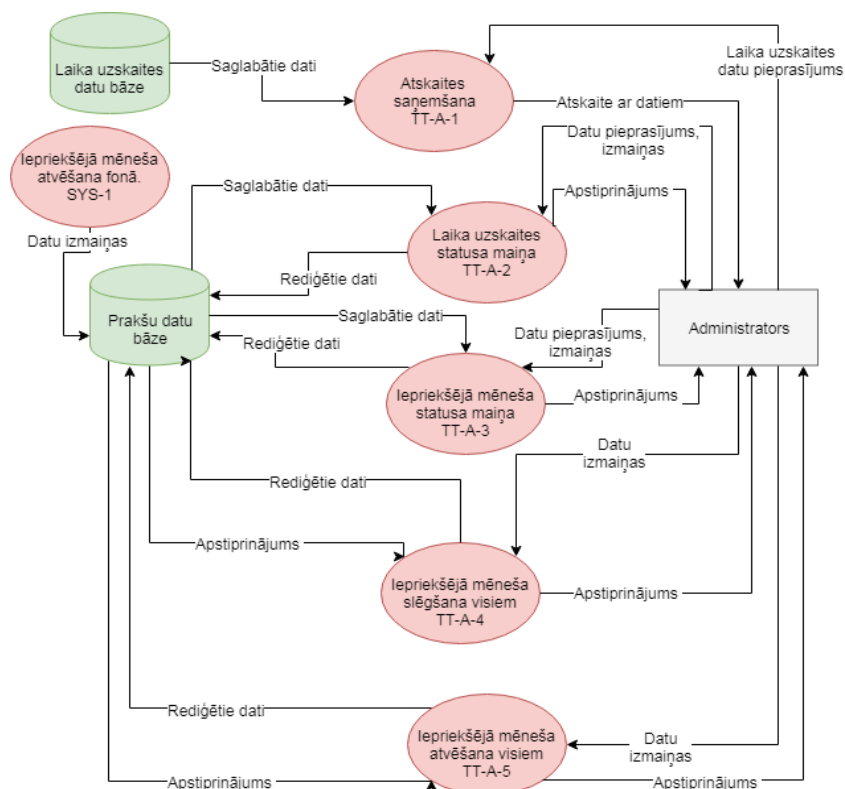 Laika uzskaites
datu bāze
Saglabātie dati
Atskaites
saņemšana
TT-A-1
Laika uzskaites
datu pieprasījums
Atskaite ar datiem
Datu pieprasījums,
izmaiņas
Iepriekšējā mēneša
atvēšana fonā.
SYS-1
Saglabātie dati
Apstiprinājums
Laika uzskaites
statusa maiņa
TT-A-2
Datu izmaiņas
Rediģētie dati
Prakšu datu
bāze
Saglabātie dati
Administrators
Datu pieprasījums,
izmaiņas
Rediģētie dati
Iepriekšējā mēneša
statusa maiņa
TT-A-3
Apstiprinājums
Datu
izmaiņas
Rediģētie dati
Apstiprinājums
Iepriekšējā mēneša
slēgšana visiem
TT-A-4
Apstiprinājums
Rediģētie dati
Iepriekšējā mēneša
atvēšana visiem
TT-A-5
Datu
izmaiņas
Apstiprinājums
Apstiprinājums